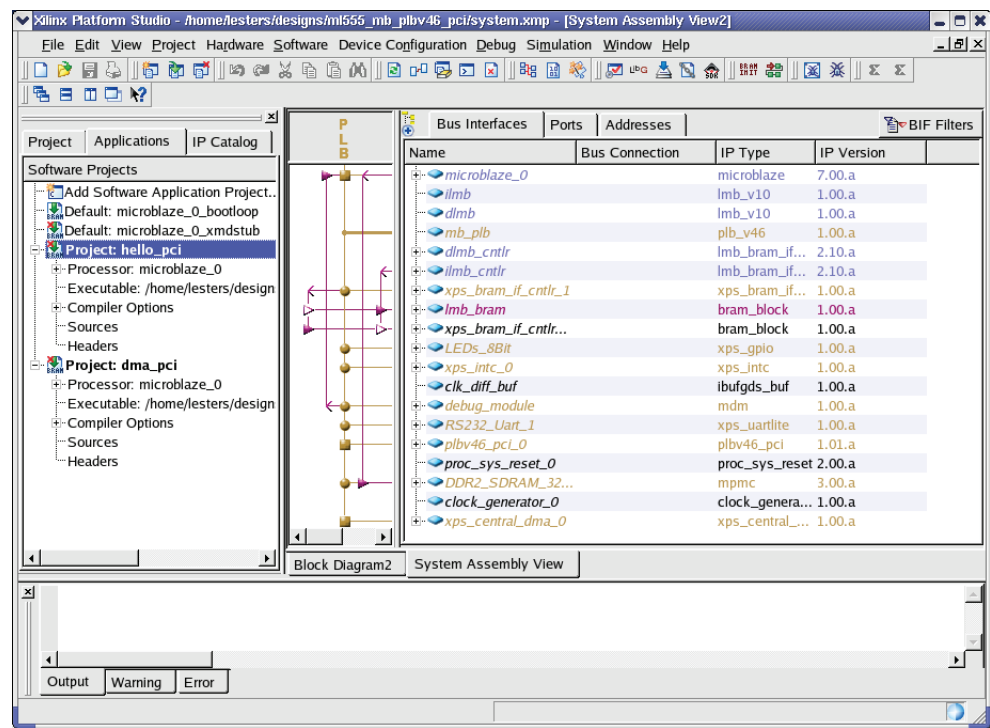 Xilinx Platform Studio - /home/lesters/designs/ml555_mb_plbv46_pci/system.xmp - [System Assembly View2]
File Edit View Project Hardware Software Device Configuration Debug Simulation Window Help
Project Applications IP Catalog
Software Projects
Add Software Application Project..
Default: microblaze_0_bootloop
Default: microblaze_0_xmdstub
Project: hello_pci
Processor: microblaze_0
Executable: /home/lesters/design
Compiler Options
Sources
Headers
Project: dma_pci
Processor: microblaze_0
Executable: /home/lesters/design
Compiler Options
Sources
Headers
P
L
B
Bus Interfaces Ports Addresses BIF Filters
Name Bus Connection IP Type IP Version
microblaze_0 microblaze 7.00.a
ilmb lmb_v10 1.00.a
dlmb lmb_v10 1.00.a
mb_plb plb_v46 1.00.a
dlmb_cntlr lmb_bram_if... 2.10.a
ilmb_cntlr lmb_bram_if... 2.10.a
xps_bram_if_cntlr_1 xps_bram_if... 1.00.a
lmb_bram bram_block 1.00.a
xps_bram_if_cntlr... bram_block 1.00.a
LEDs_8Bit xps_gpio 1.00.a
xps_intc_0 xps_intc 1.00.a
clk_diff_buf ibufgds_buf 1.00.a
debug_module mdm 1.00.a
RS232_Uart_1 xps_uartlite 1.00.a
plbv46_pci_0 plbv46_pci 1.01.a
proc_sys_reset_0 proc_sys_reset 2.00.a
DDR2_SDRAM_32... mpmc 3.00.a
clock_generator_0 clock_genera... 1.00.a
xps_central_dma_0 xps_central_... 1.00.a
Block Diagram2 System Assembly View
Output Warning Error